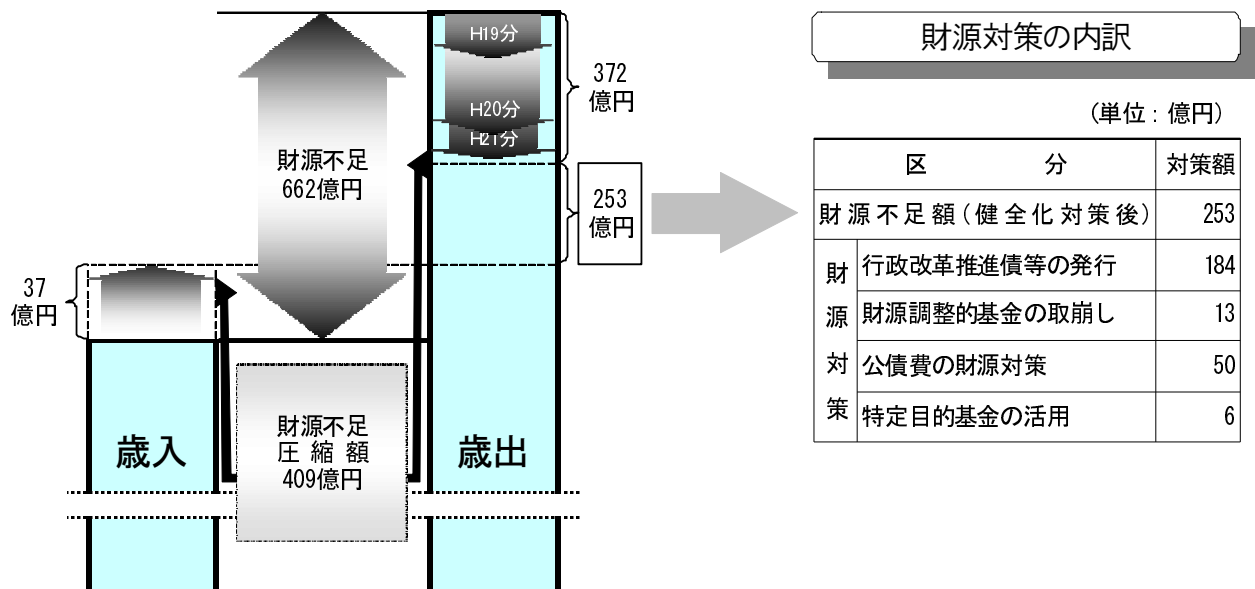 H19分
H20分
H21分
372
億円
財源不足
662億円
253
億円
37
億円
財源不足
圧縮額
409億円
歳入
歳出
財源対策の内訳
(単位:億円)
区分 対策額
財源不足額(健全化対策後) 253
財源対策
行政改革推進債等の発行 184
財源調整的基金の取崩し 13
公債費の財源対策 50
特定目的基金の活用 6